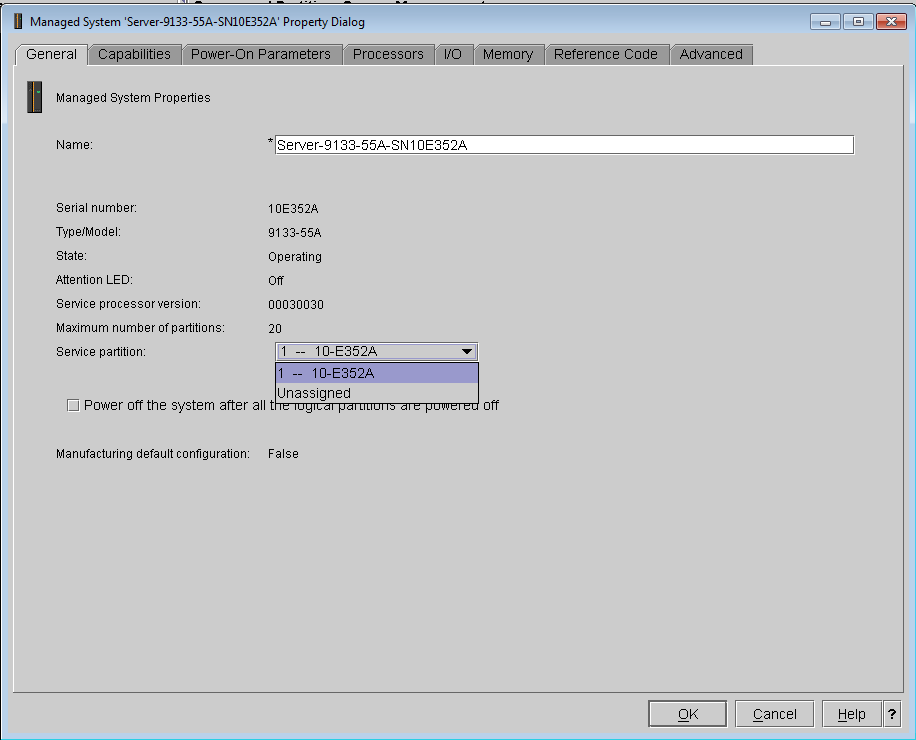 Managed System 'Server-9133-55A-SN10E352A' Property Dialog
General Capabilities Power-On Parameters Processors I/O Memory Reference Code Advanced
Managed System Properties
Name: *Server-9133-55A-SN10E352A
Serial number: 10E352A
Type/Model: 9133-55A
State: Operating
Attention LED: Off
Service processor version: 00030030
Maximum number of partitions: 20
Service partition: 1 -- 10-E352A
1 -- 10-E352A
Unassigned
Power off the system after all the logical partitions are powered off
Manufacturing default configuration: False
OK Cancel Help ?